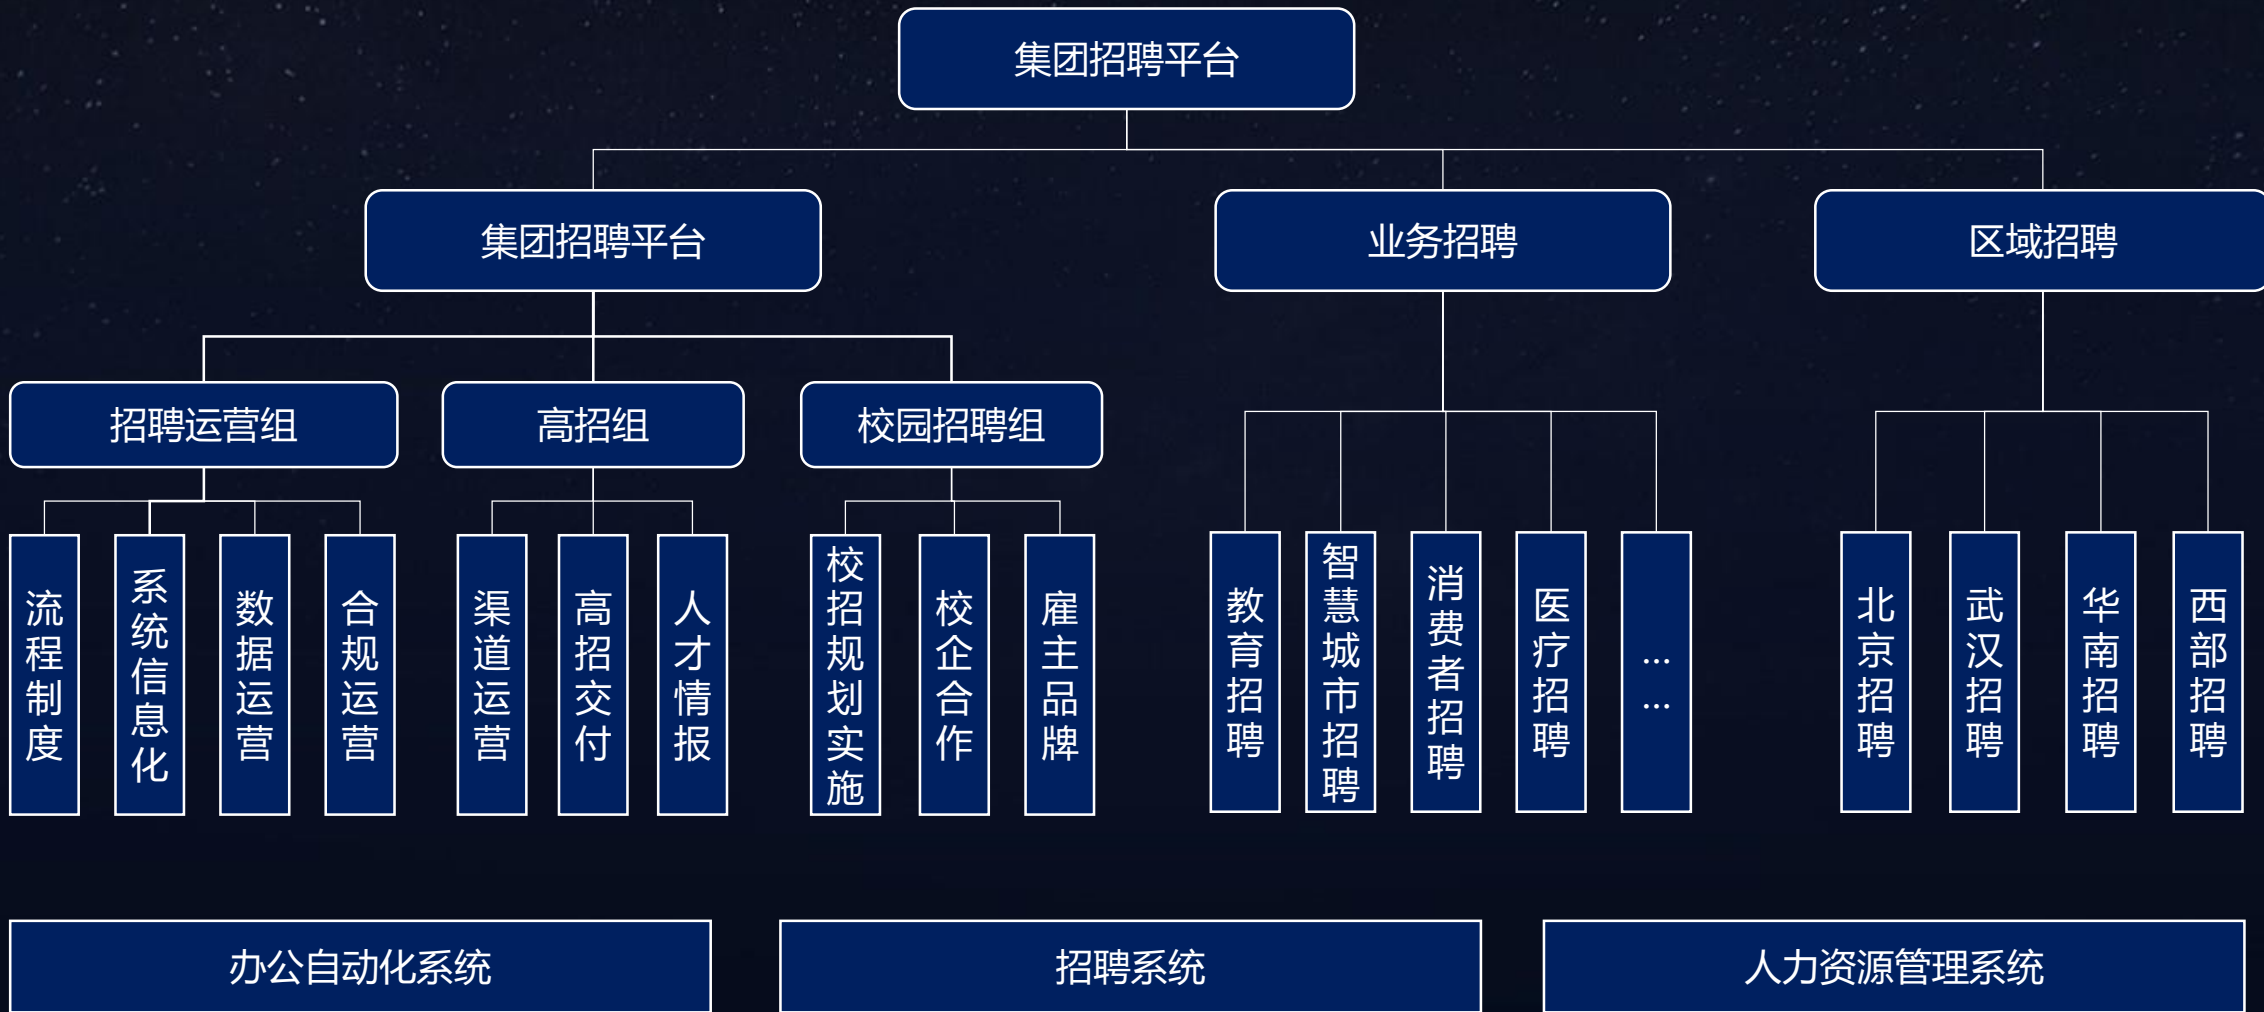 集团招聘平台
集团招聘平台
业务招聘
区域招聘
招聘运营组
高招组
校园招聘组
流程制度
系统信息化
数据运营
合规运营
渠道运营
高招交付
人才情报
校招规划实施
校企合作
雇主品牌
教育招聘
智慧城市招聘
消费者招聘
医疗招聘
……
北京招聘
武汉招聘
华南招聘
西部招聘
办公自动化系统
招聘系统
人力资源管理系统